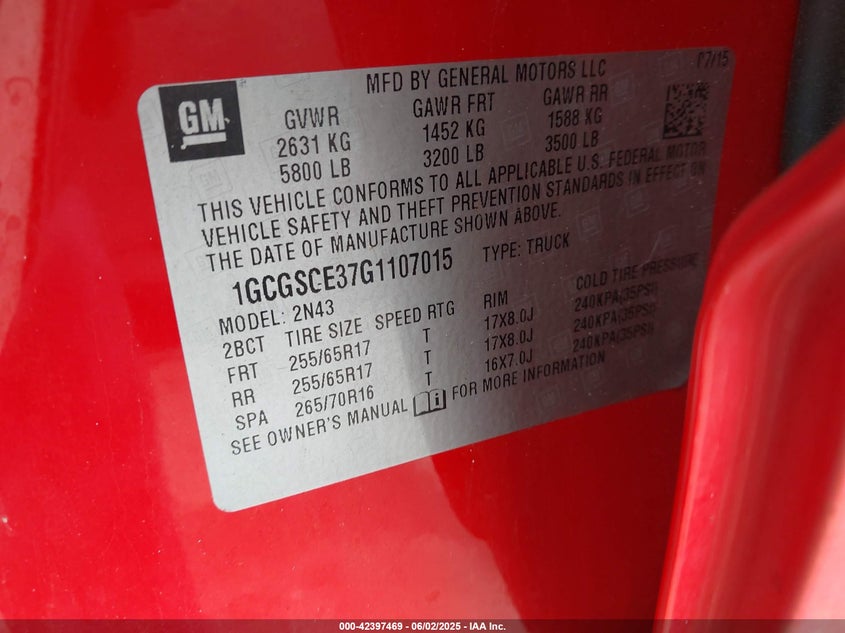 MFD BY GENERAL MOTORS LLC 07/15
GM
GVWR GAWR FRT GAWR RR
2631 KG 1452 KG 1588 KG
5800 LB 3200 LB 3500 LB
THIS VEHICLE CONFORMS TO ALL APPLICABLE U.S. FEDERAL MOTOR
VEHICLE SAFETY AND THEFT PREVENTION STANDARDS IN EFFECT ON
THE DATE OF MANUFACTURE SHOWN ABOVE.
1GCGSCE37G1107015 TYPE: TRUCK
MODEL: 2N43
2BCT TIRE SIZE SPEED RTG RIM COLD TIRE PRESSURE
FRT 255/65R17 T 17X8.0J 240KPA(35PSI)
RR 255/65R17 T 17X8.0J 240KPA(35PSI)
SPA 265/70R16 T 16X7.0J 240KPA(35PSI)
SEE OWNER'S MANUAL FOR MORE INFORMATION
000-42397469 - 06/02/2025 - IAA Inc.